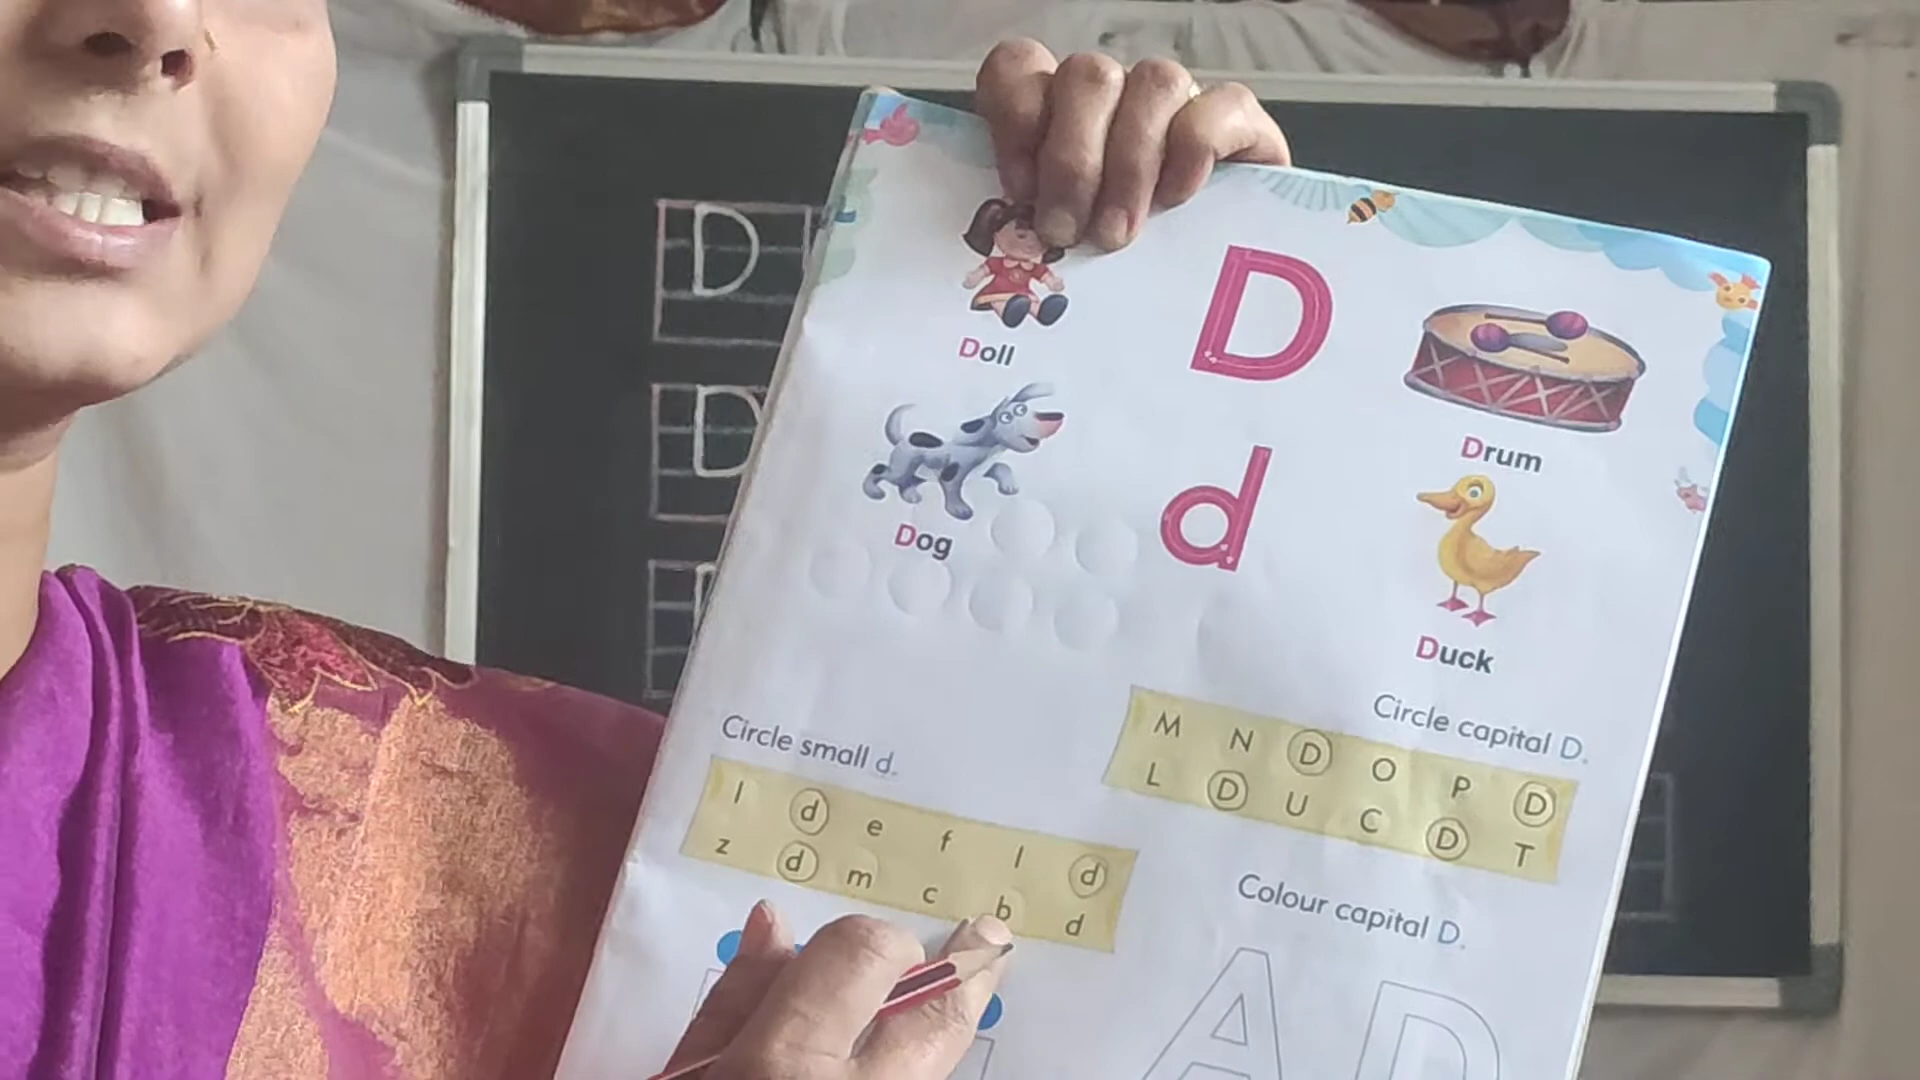 D
D
D
Doll
d
Drum
Dog
Duck
Circle small d.
l d e f l d
z d m c b d
Circle capital D.
M N D O P D
L D U C D T
Colour capital D.
A D